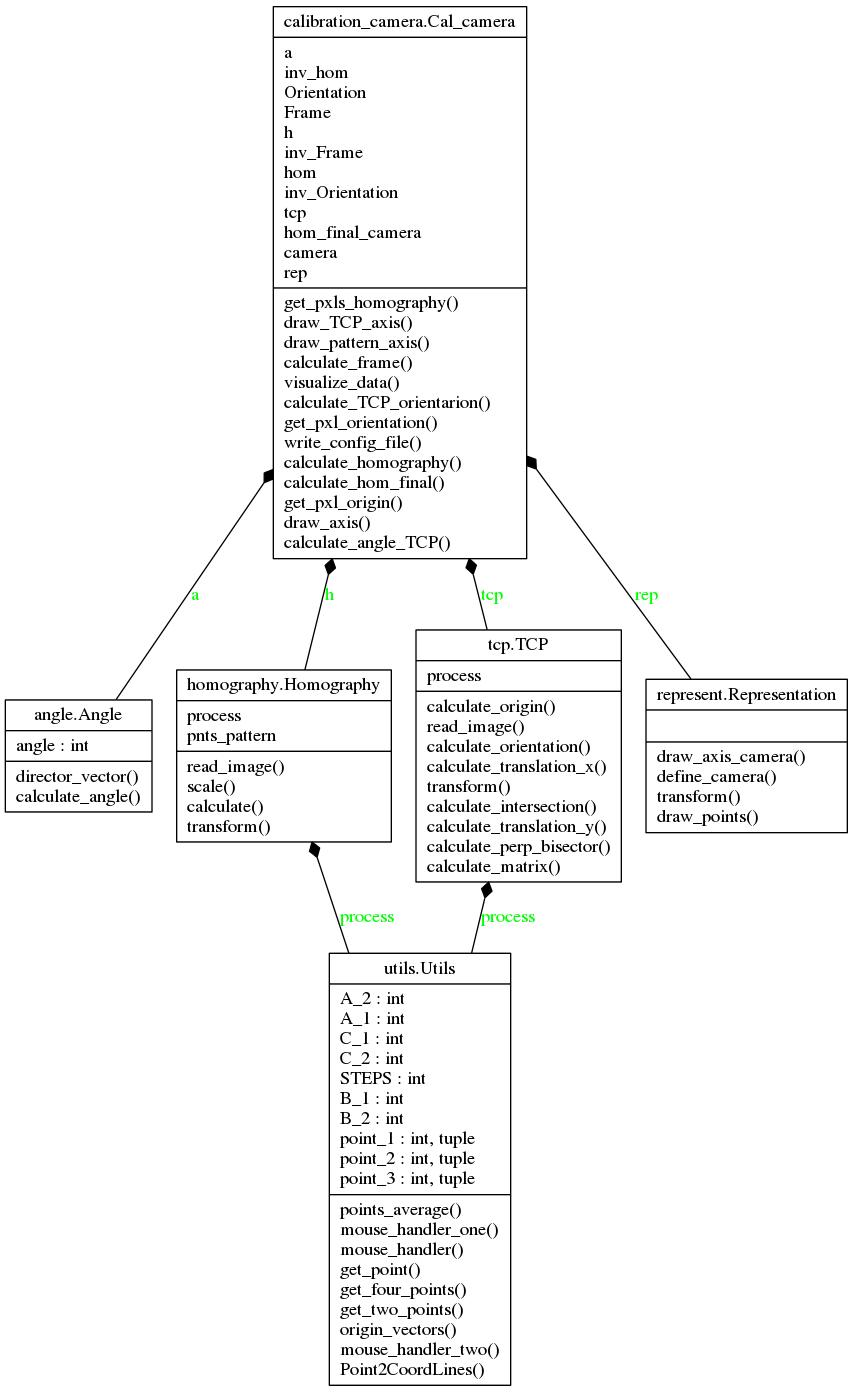 calibration_camera.Cal_camera
a
inv_hom
Orientation
Frame
h
inv_Frame
hom
inv_Orientation
tcp
hom_final_camera
camera
rep
get_pxls_homography()
draw_TCP_axis()
draw_pattern_axis()
calculate_frame()
visualize_data()
calculate_TCP_orientarion()
get_pxl_orientation()
write_config_file()
calculate_homography()
calculate_hom_final()
get_pxl_origin()
draw_axis()
calculate_angle_TCP()
a
h
tcp
rep
angle.Angle
angle : int
director_vector()
calculate_angle()
homography.Homography
process
pnts_pattern
read_image()
scale()
calculate()
transform()
tcp.TCP
process
calculate_origin()
read_image()
calculate_orientation()
calculate_translation_x()
transform()
calculate_intersection()
calculate_translation_y()
calculate_perp_bisector()
calculate_matrix()
represent.Representation
draw_axis_camera()
define_camera()
transform()
draw_points()
process
process
utils.Utils
A_2 : int
A_1 : int
C_1 : int
C_2 : int
STEPS : int
B_1 : int
B_2 : int
point_1 : int, tuple
point_2 : int, tuple
point_3 : int, tuple
points_average()
mouse_handler_one()
mouse_handler()
get_point()
get_four_points()
get_two_points()
origin_vectors()
mouse_handler_two()
Point2CoordLines()